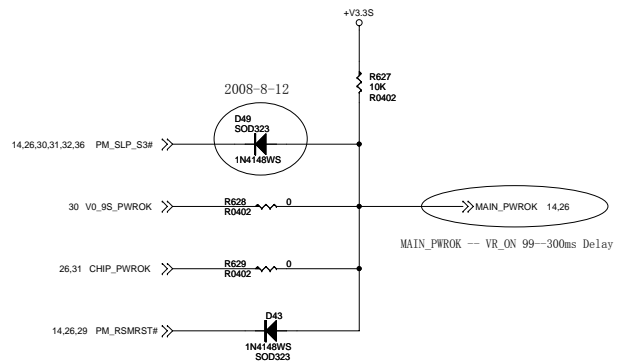 +V3.3S
R627
10K
R0402
2008-8-12
D49
SOD323
1N4148WS
14,26,30,31,32,36 PM_SLP_S3#
30 V0_9S_PWROK
R628 0
R0402
MAIN_PWROK 14,26
MAIN_PWROK -- VR_ON 99--300ms Delay
26,31 CHIP_PWROK
R629 0
R0402
14,26,29 PM_RSMRST#
D43
1N4148WS
SOD323